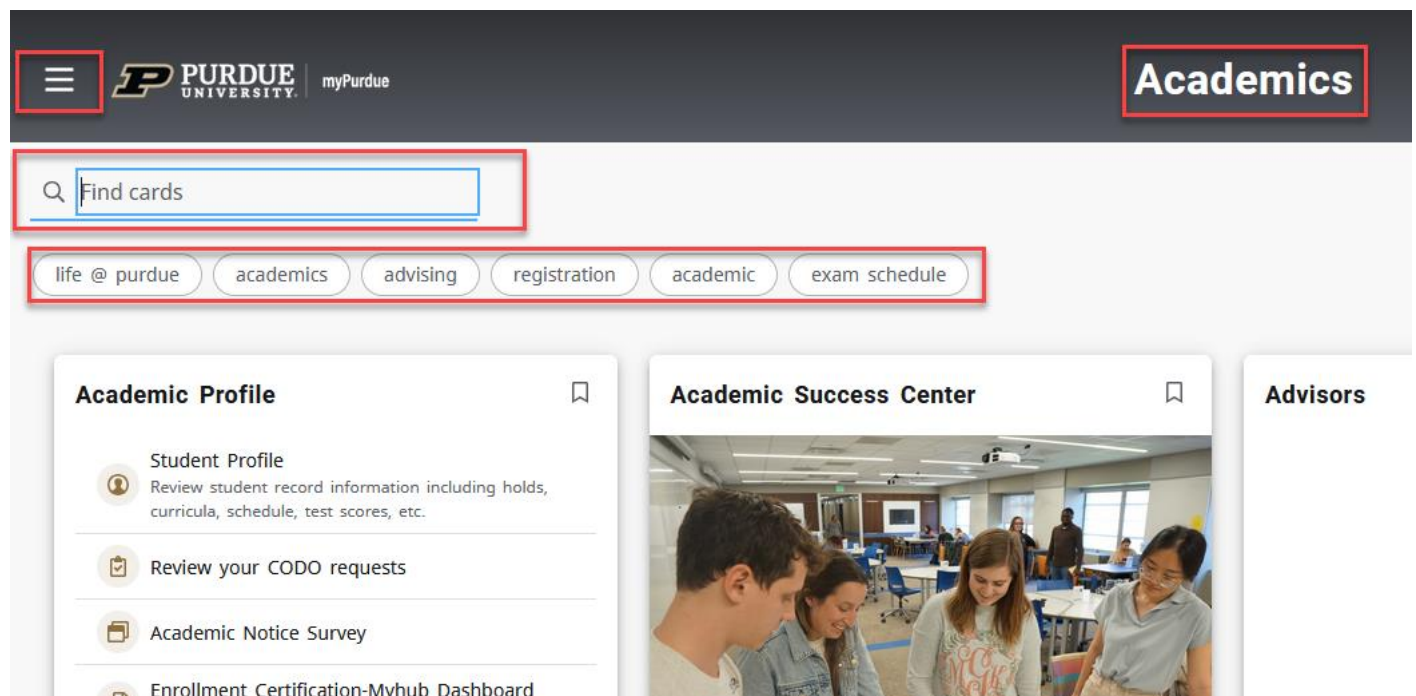 PURDUE
UNIVERSITY.
myPurdue
Academics
Find cards
life @ purdue
academics
advising
registration
academic
exam schedule
Academic Profile
Student Profile
Review student record information including holds,
curricula, schedule, test scores, etc.
Review your CODO requests
Academic Notice Survey
Enrollment Certification-Myhub Dashboard
Academic Success Center
Advisors